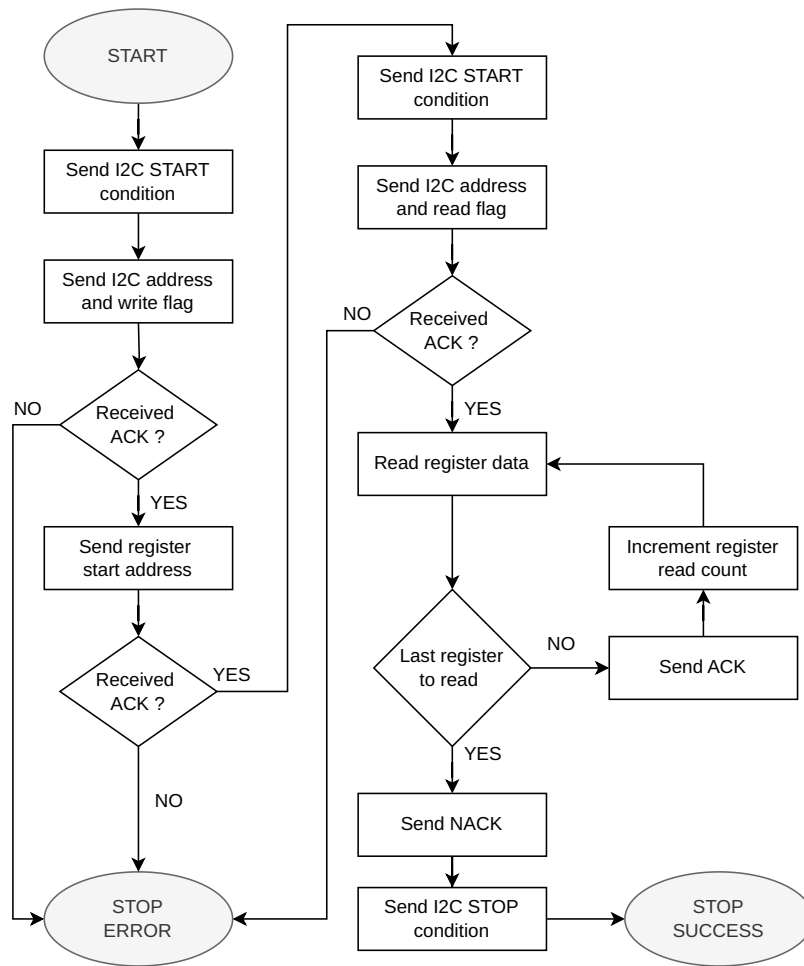 START
Send I2C START
condition
Send I2C address
and write flag
Received
ACK ?
NO
YES
Send register
start address
Received
ACK ?
YES
NO
STOP
ERROR
Send I2C START
condition
Send I2C address
and read flag
Received
ACK ?
NO
YES
Read register data
Last register
to read
NO
Send ACK
Increment register
read count
YES
Send NACK
Send I2C STOP
condition
STOP
SUCCESS